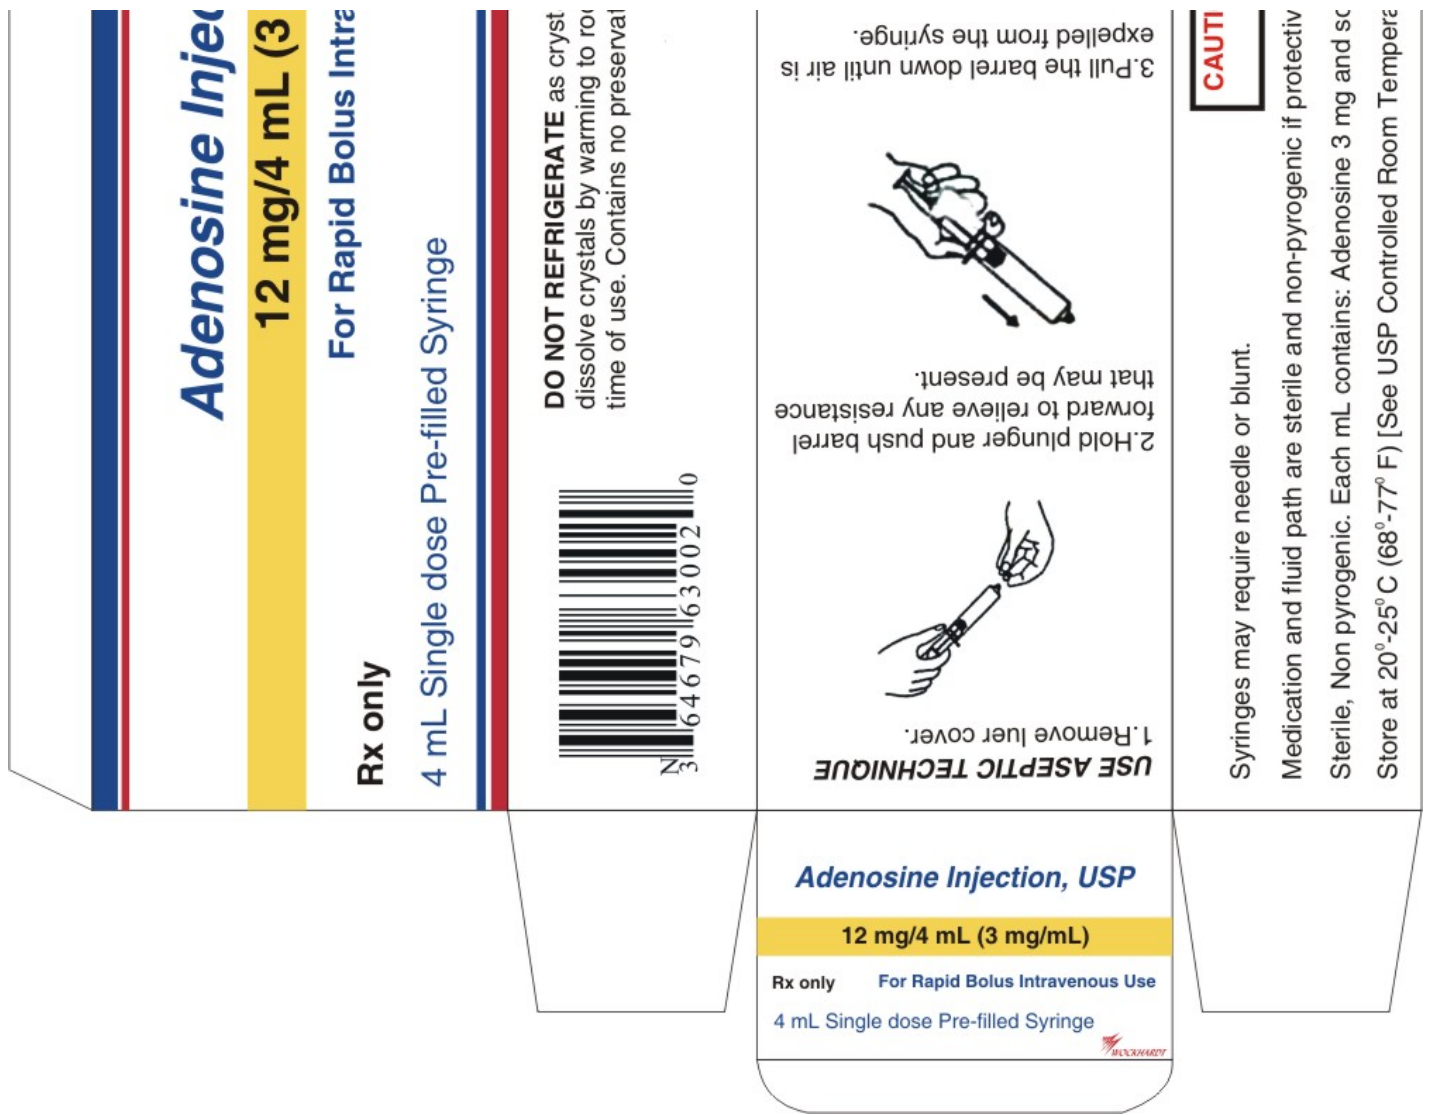 Adenosine Injec
12 mg/4 mL (3
For Rapid Bolus Intra
Rx only
4 mL Single dose Pre-filled Syringe
DO NOT REFRIGERATE as cryst
dissolve crystals by warming to roo
time of use. Contains no preservat
N
3 64679 63002 0
USE ASEPTIC TECHNIQUE
1.Remove luer cover.
2.Hold plunger and push barrel
forward to relieve any resistance
that may be present.
3.Pull the barrel down until air is
expelled from the syringe.
CAUTI
Syringes may require needle or blunt.
Medication and fluid path are sterile and non-pyrogenic if protectiv
Sterile, Non pyrogenic. Each mL contains: Adenosine 3 mg and so
Store at 20⁰-25⁰C (68⁰-77⁰ F) [See USP Controlled Room Tempera
Adenosine Injection, USP
12 mg/4 mL (3 mg/mL)
Rx only For Rapid Bolus Intravenous Use
4 mL Single dose Pre-filled Syringe
WOCKHARDT